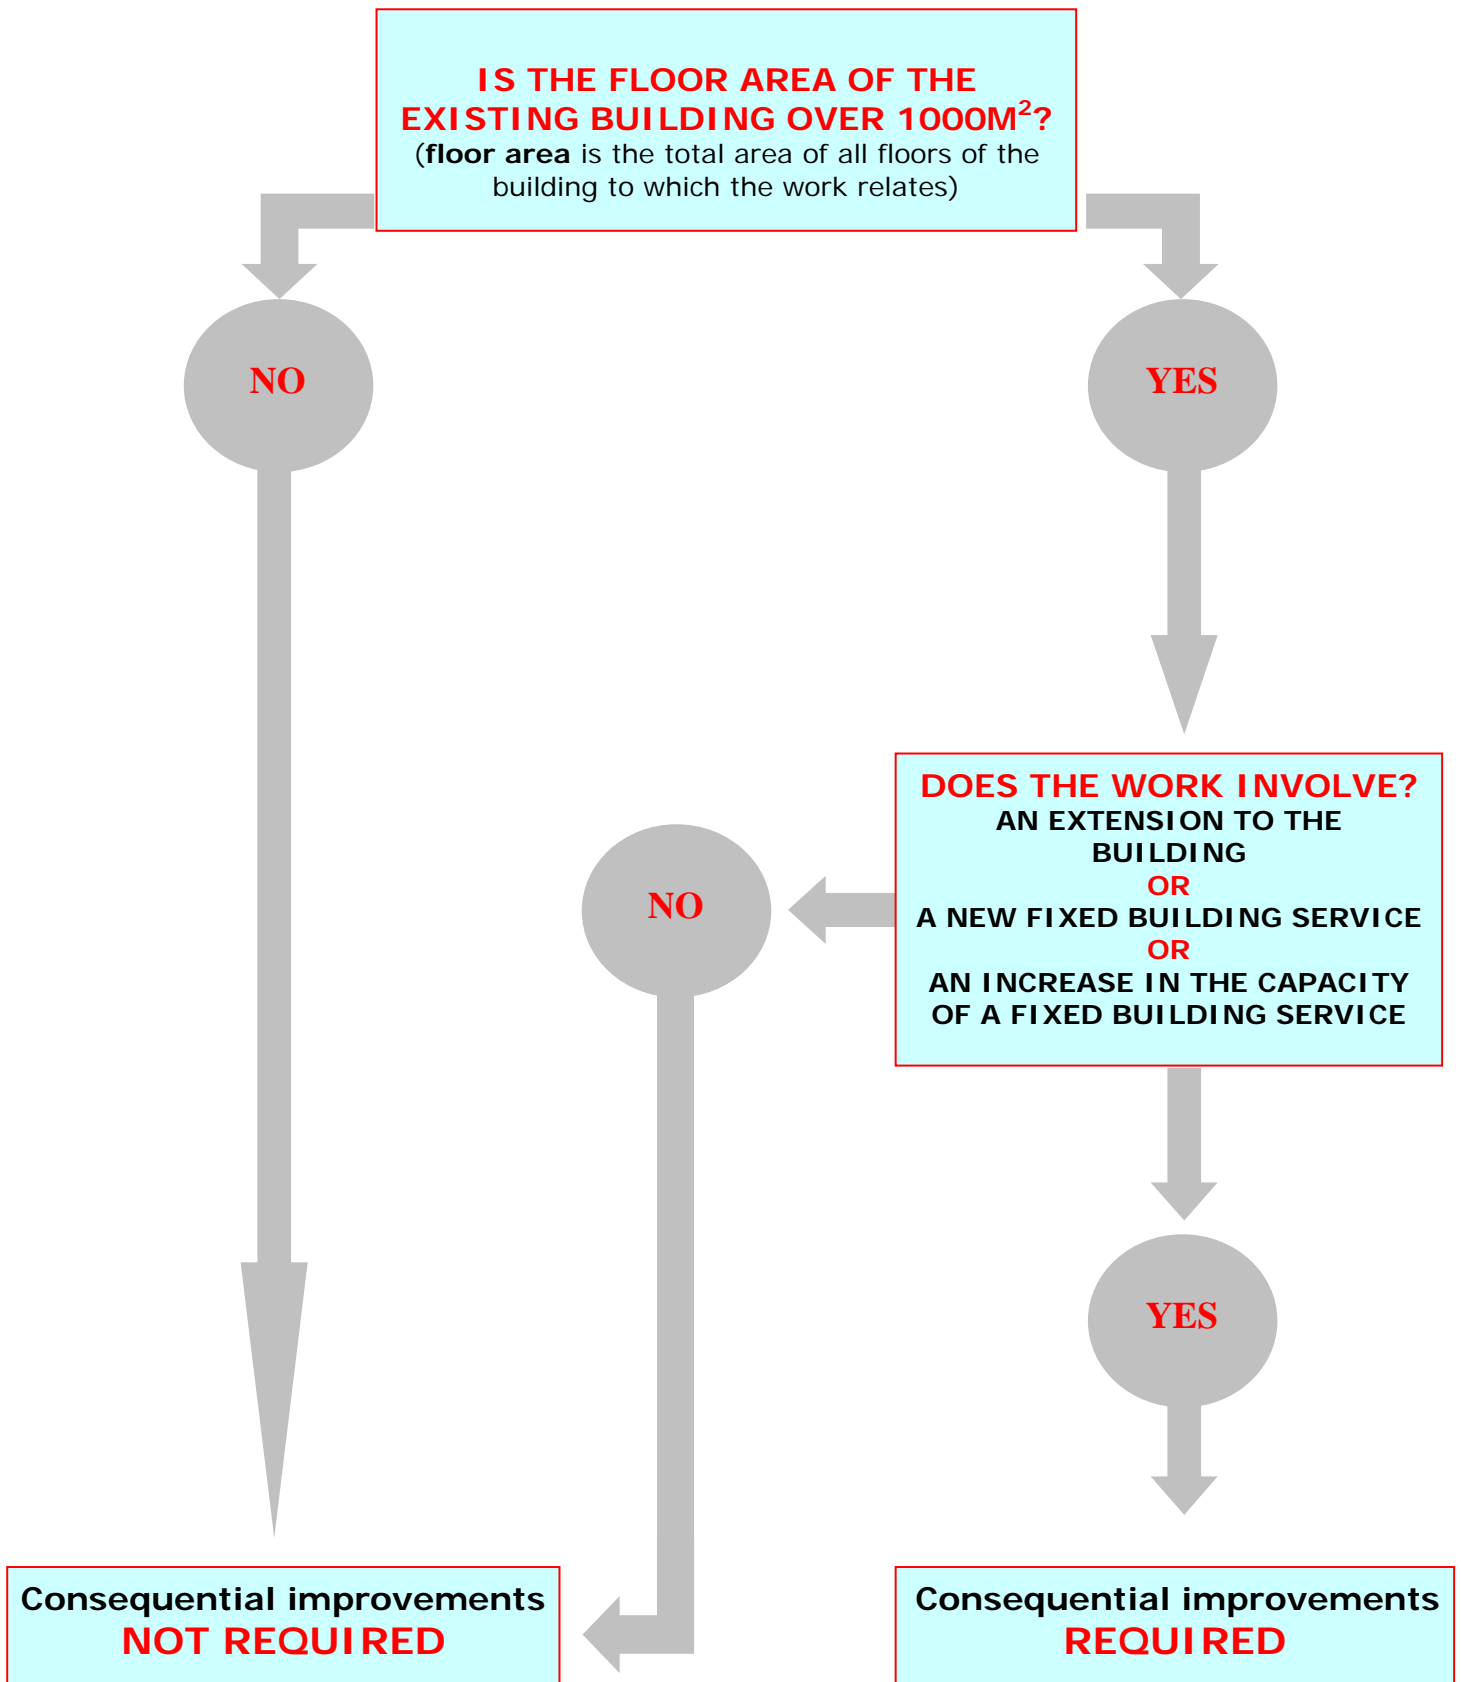 IS THE FLOOR AREA OF THE
EXISTING BUILDING OVER 1000M²?
(floor area is the total area of all floors of the
building to which the work relates)
NO
YES
DOES THE WORK INVOLVE?
AN EXTENSION TO THE
BUILDING
OR
A NEW FIXED BUILDING SERVICE
OR
AN INCREASE IN THE CAPACITY
OF A FIXED BUILDING SERVICE
NO
YES
Consequential improvements
NOT REQUIRED
Consequential improvements
REQUIRED